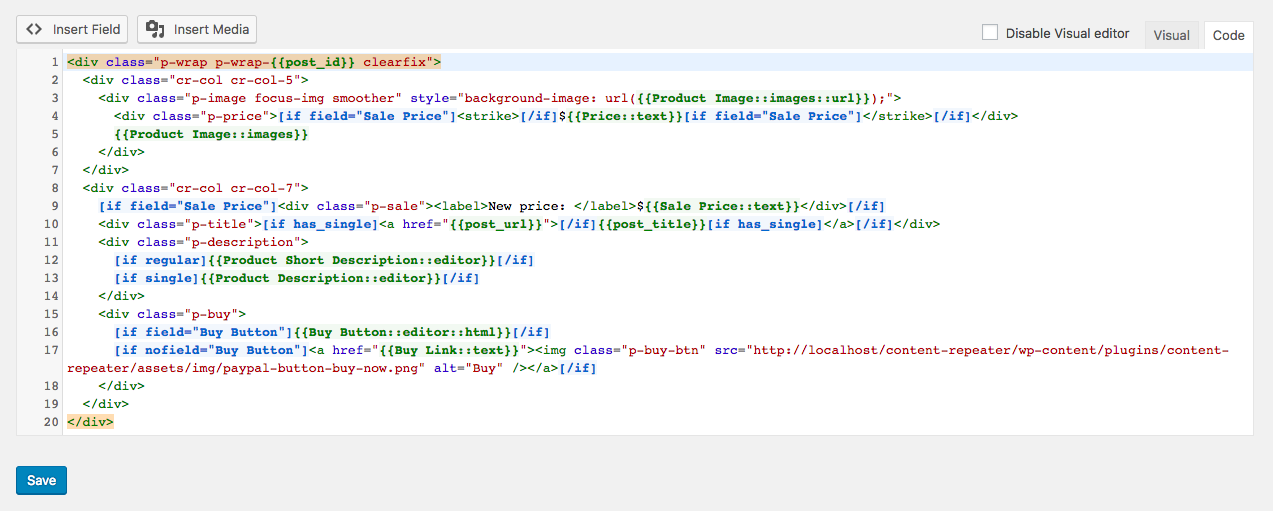 Insert Field Insert Media Disable Visual editor Visual Code
1 <div class="p-wrap p-wrap-{{post_id}} clearfix">
2 <div class="cr-col cr-col-5">
3 <div class="p-image focus-img smoother" style="background-image: url({{Product Image::images::url}});">
4 <div class="p-price">[if field="Sale Price"]<strike>[/if]${{Price::text}}[if field="Sale Price"]</strike>[/if]</div>
5 {{Product Image::images}}
6 </div>
7 </div>
8 <div class="cr-col cr-col-7">
9 [if field="Sale Price"]<div class="p-sale"><label>New price: </label>${{Sale Price::text}}</div>[/if]
10 <div class="p-title">[if has_single]<a href="{{post_url}}">[/if]{{post_title}}[if has_single]</a>[/if]</div>
11 <div class="p-description">
12 [if regular]{{Product Short Description::editor}}[/if]
13 [if single]{{Product Description::editor}}[/if]
14 </div>
15 <div class="p-buy">
16 [if field="Buy Button"]{{Buy Button::editor::html}}[/if]
17 [if nofield="Buy Button"]<a href="{{Buy Link::text}}"><img class="p-buy-btn" src="http://localhost/content-repeater/wp-content/plugins/content-
repeater/assets/img/paypal-button-buy-now.png" alt="Buy" /></a>[/if]
18 </div>
19 </div>
20 </div>
Save